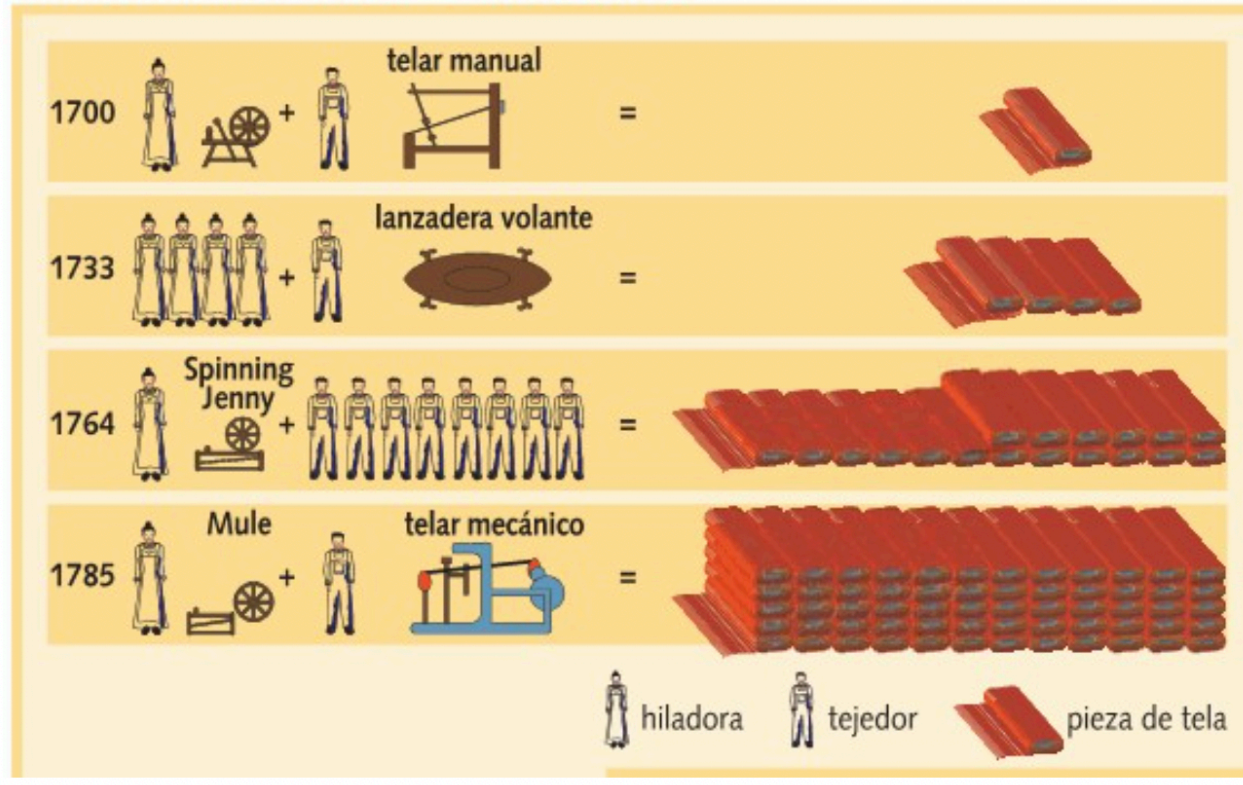 telar manual
1700 + =
lanzadera volante
1733 + =
Spinning
Jenny
1764 + =
Mule telar mecánico
1785 + =
hiladora tejedor pieza de tela